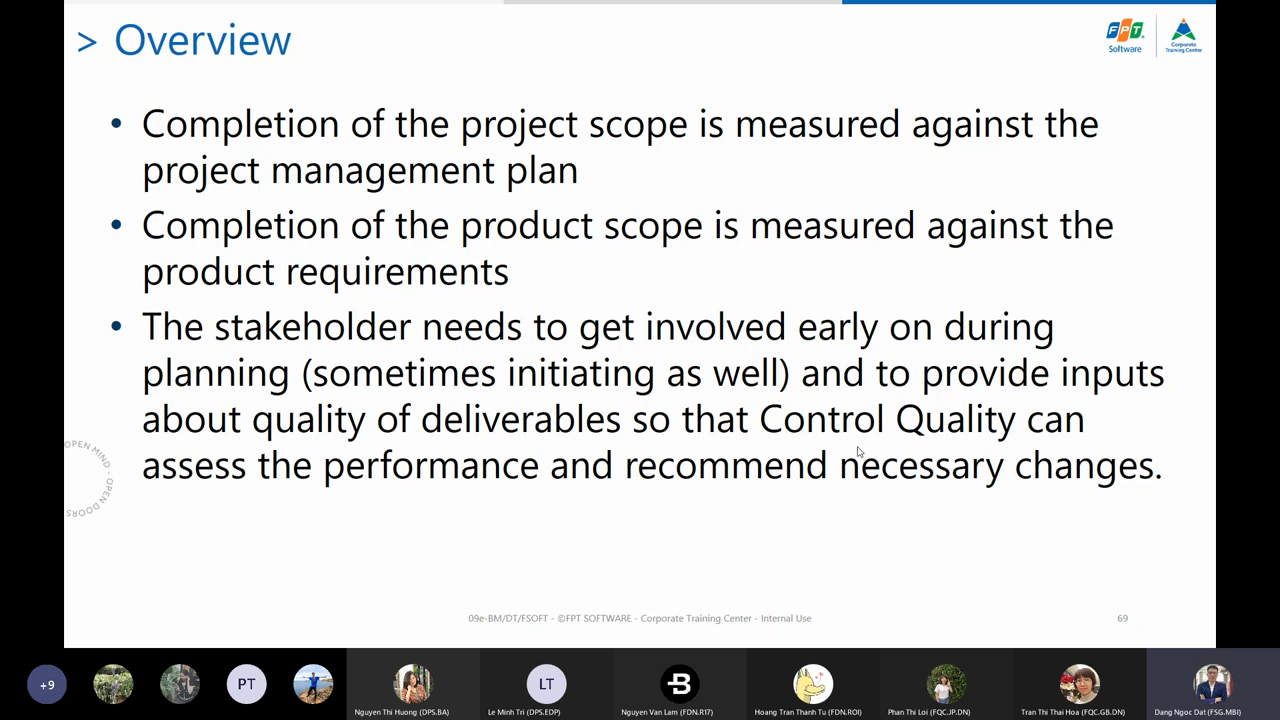 > Overview
FPT
Software
Corporate
Training Center
• Completion of the project scope is measured against the
project management plan
• Completion of the product scope is measured against the
product requirements
• The stakeholder needs to get involved early on during
planning (sometimes initiating as well) and to provide inputs
about quality of deliverables so that Control Quality can
assess the performance and recommend necessary changes.
OPEN MIND - OPEN DOORS
09e-BM/DT/FSOFT - ©FPT SOFTWARE - Corporate Training Center - Internal Use
69
+9
PT
LT
B
Nguyen Thi Huong (DPS.BA)
Le Minh Tri (DPS.EDP)
Nguyen Van Lam (FDN.R17)
Hoang Tran Thanh Tu (FDN.ROI)
Phan Thi Loi (FQC.JP.DN)
Tran Thi Thai Hoa (FQC.GB.DN)
Dang Ngoc Dat (FSG.MBI)